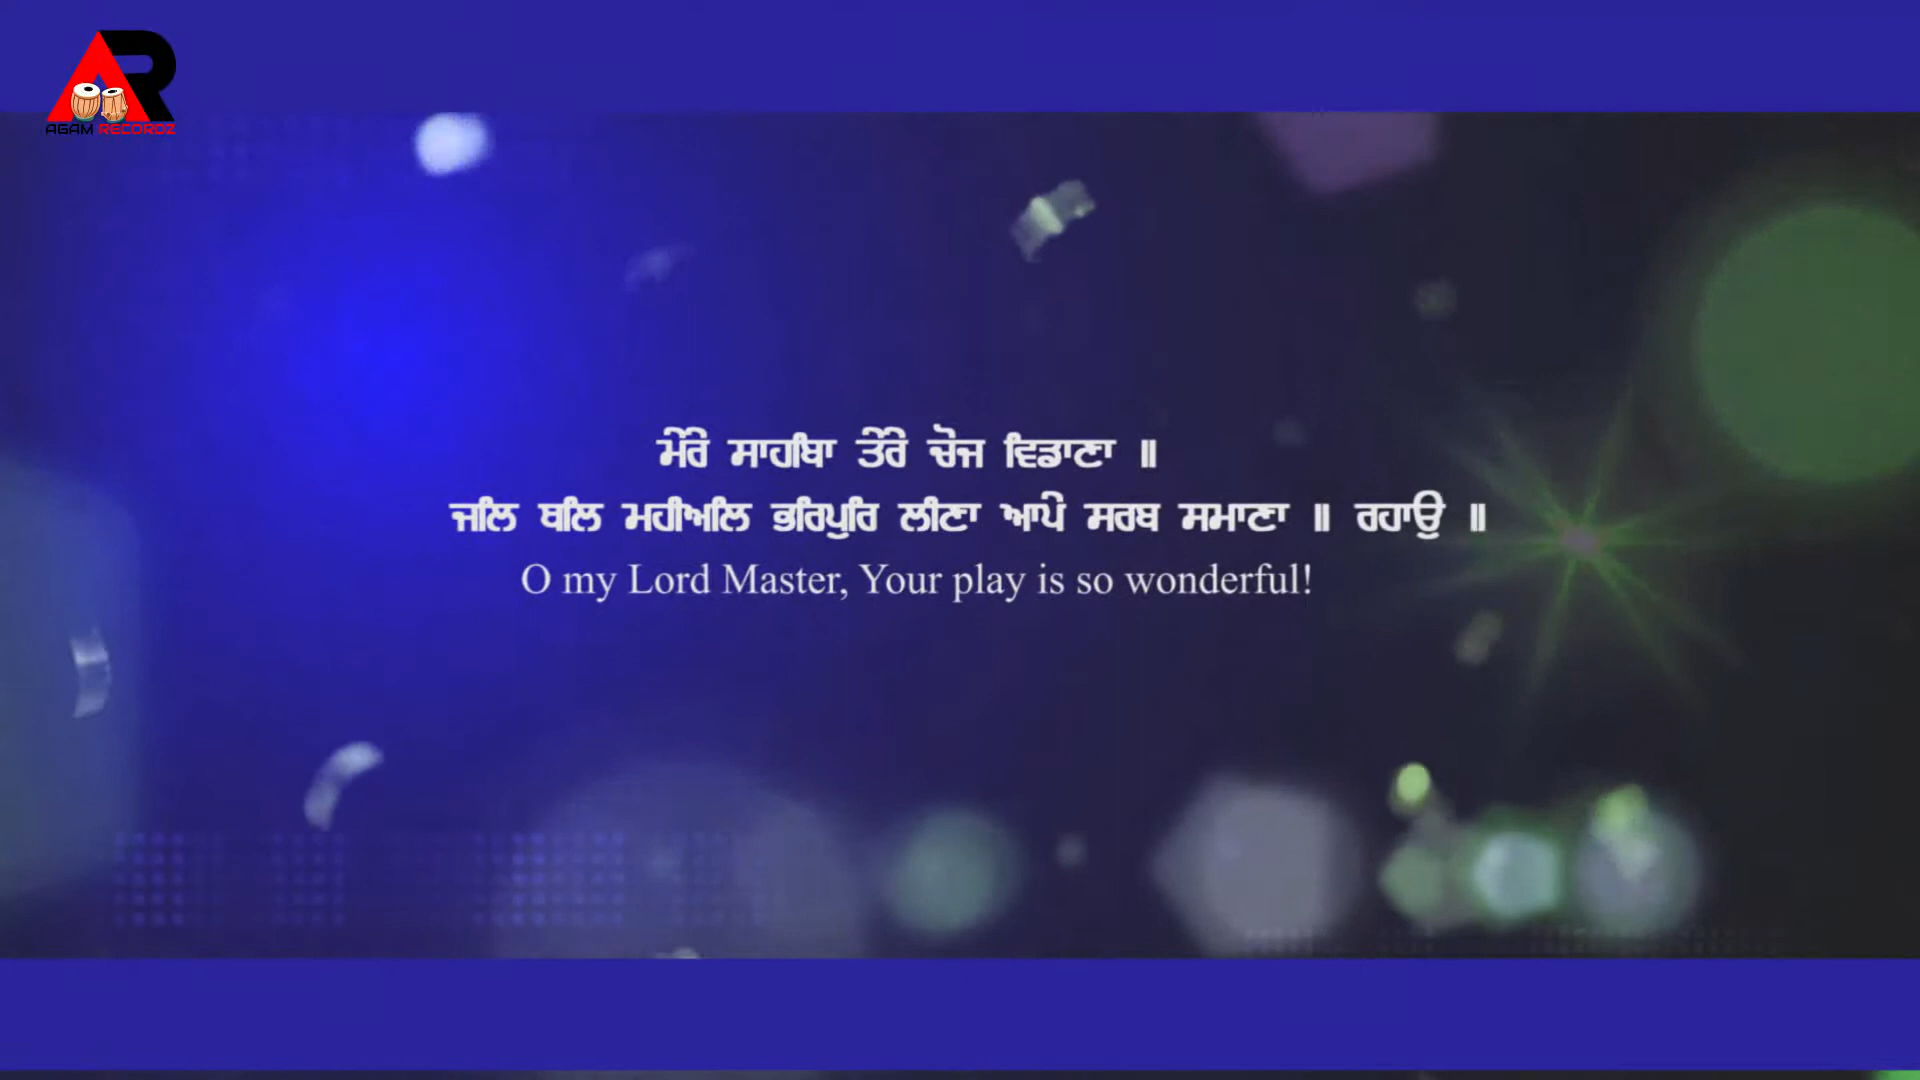 AGAM RECORDZ
ਮੇਰੇ ਸਾਹਿਬਾ ਤੇਰੇ ਚੋਜ ਵਿਡਾਣਾ ॥
ਜਲਿ ਥਲਿ ਮਹੀਅਲਿ ਭਰਿਪੁਰਿ ਲੀਣਾ ਆਪੇ ਸਰਬ ਸਮਾਣਾ ॥ ਰਹਾਉ ॥
O my Lord Master, Your play is so wonderful!